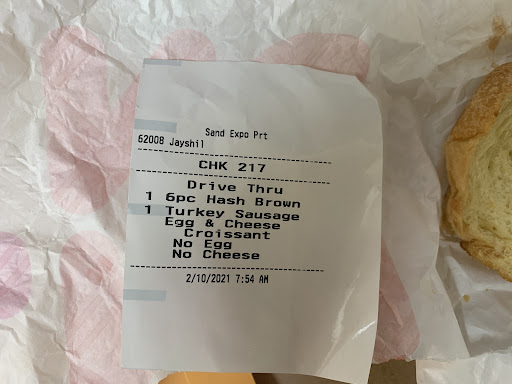 Sand Expo Prt
62008 Jayshil
CHK 217
Drive Thru
1 6pc Hash Brown
1 Turkey Sausage
Egg & Cheese
Croissant
No Egg
No Cheese
2/10/2021 7:54 AM